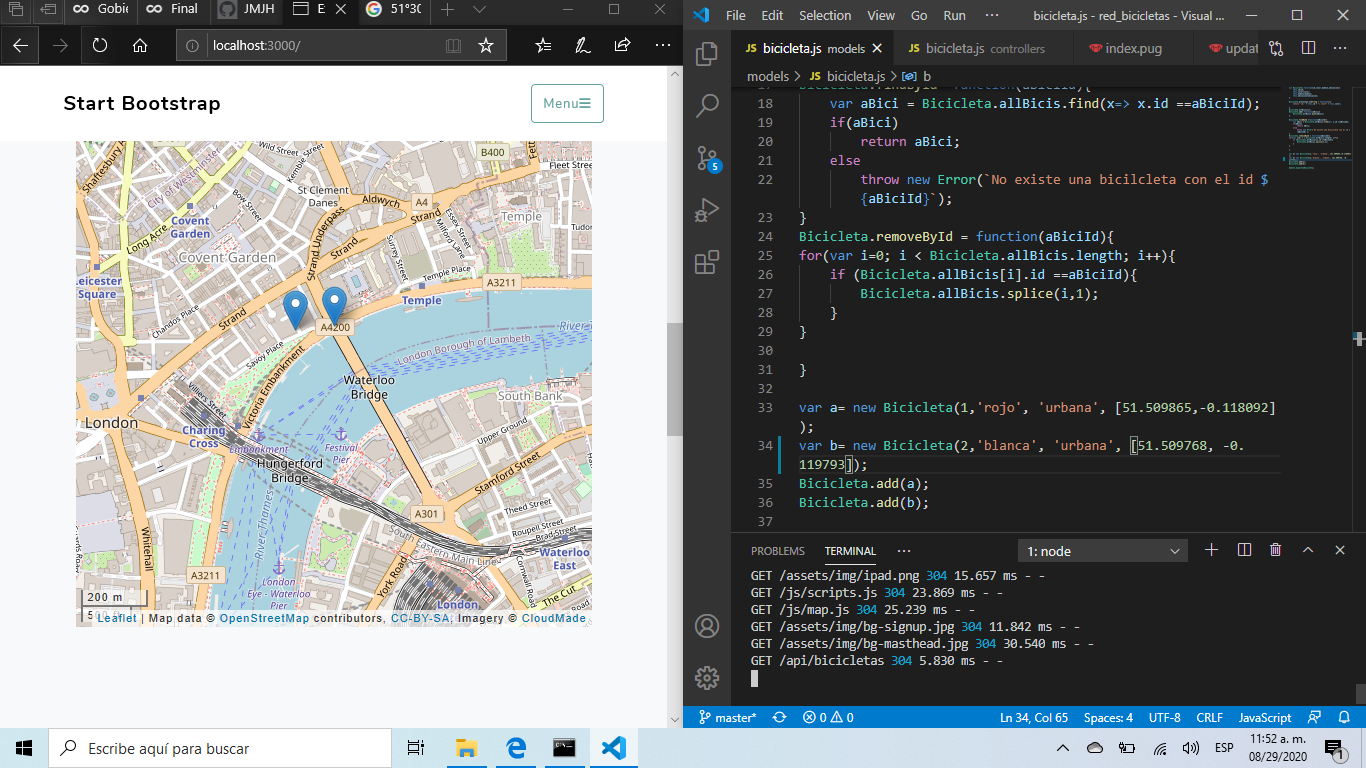 Gobie
Final
JMJH
E
51°30
localhost:3000/
Start Bootstrap
Menu
Shaftesbury
City of Westminster
Wild Street
Kemble Street
B400
Fleet Street
St Clement
Danes
Aldwych
A4
Strand
Bow Street
Covent
Garden
Long Acre
Covent Garden
Strand Underpass
Strand
Essex Street
Milford Lane
Temple
Tudor
Surrey Street
Temple Place
A3211
Leicester
Square
Temple
Chandos Place
Strand
A4200
River T
London Borough of Lambeth
Savoy Place
Victoria Embankment
Waterloo
Bridge
South Bank
Villiers Street
London
Charing
Cross
Embankment
Pier
Festival
Pier
Upper Ground
Hungerford
Bridge
Stamford Street
River Thames
A301
Theed Street
Roupell Street
Brad Street
Whitehall
South Eastern Main Line
Waterloo
East
A3211
London
Eye - Waterloo
Pier
York Road
Cornwall Road
The Cut
London
200 m
Leaflet | Map data © OpenStreetMap contributors, CC-BY-SA, Imagery © CloudMade
File Edit Selection View Go Run ··· bicicleta.js - red_bicicletas - Visual ...
JS bicicleta.js models
JS bicicleta.js controllers
index.pug
updat
models > JS bicicleta.js > b
18 var aBici = Bicicleta.allBicis.find(x=> x.id ==aBiciId);
19 if(aBici)
20 return aBici;
21 else
22 throw new Error(`No existe una bicilcleta con el id $
{aBiciId}`);
23 }
24 Bicicleta.removeById = function(aBiciId){
25 for(var i=0; i < Bicicleta.allBicis.length; i++){
26 if (Bicicleta.allBicis[i].id ==aBiciId){
27 Bicicleta.allBicis.splice(i,1);
28 }
29 }
30
31 }
32
33 var a= new Bicicleta(1,'rojo', 'urbana', [51.509865,-0.118092]
);
34 var b= new Bicicleta(2,'blanca', 'urbana', [51.509768, -0.
119793]);
35 Bicicleta.add(a);
36 Bicicleta.add(b);
37
PROBLEMS TERMINAL ··· 1: node
GET /assets/img/ipad.png 304 15.657 ms - -
GET /js/scripts.js 304 23.869 ms - -
GET /js/map.js 304 25.239 ms - -
GET /assets/img/bg-signup.jpg 304 11.842 ms - -
GET /assets/img/bg-masthead.jpg 304 30.540 ms - -
GET /api/bicicletas 304 5.830 ms - -
5
master* 0 0 Ln 34, Col 65 Spaces: 4 UTF-8 CRLF JavaScript
Escribe aquí para buscar
ESP
11:52 a. m.
08/29/2020
1